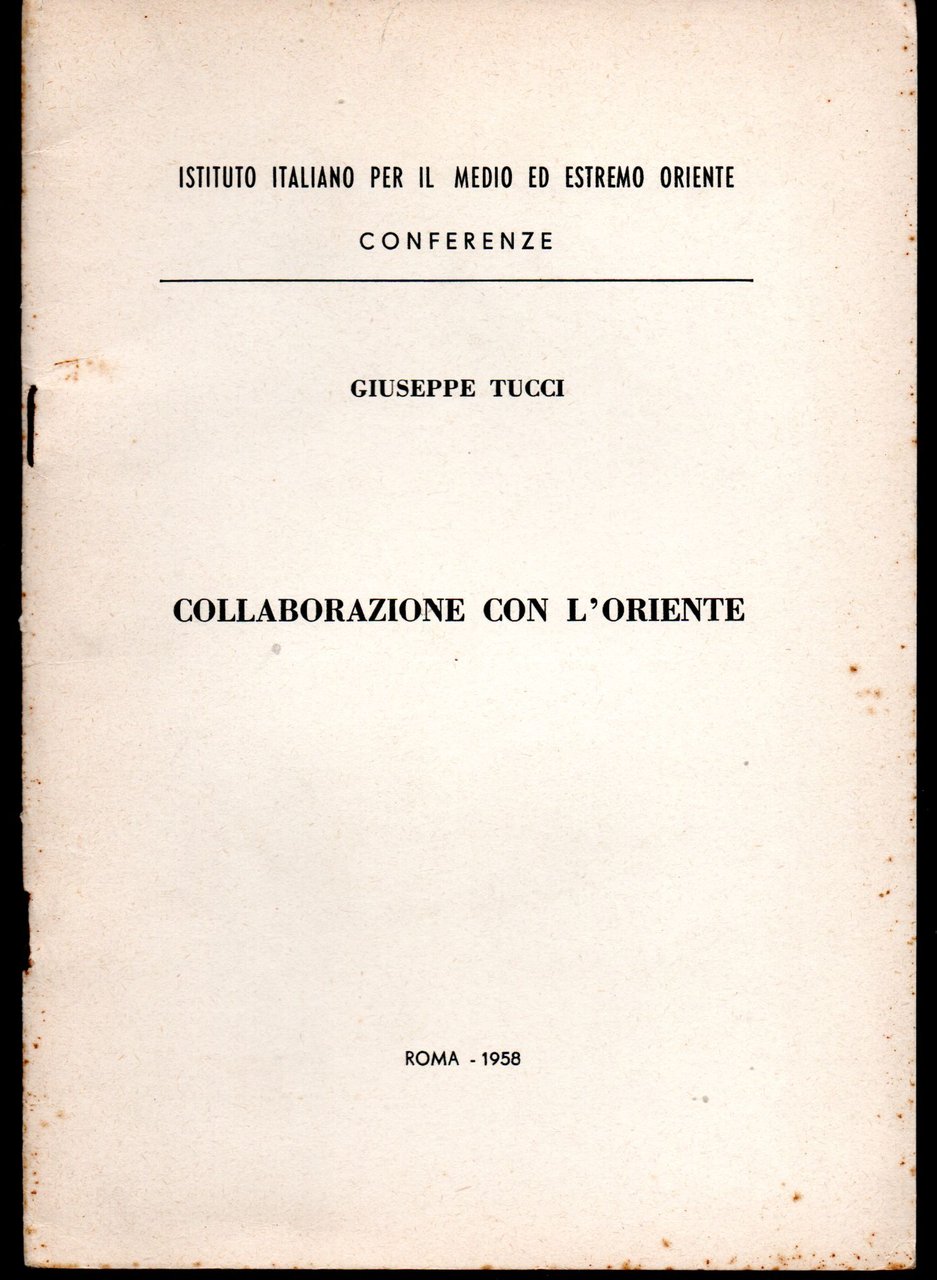 ISTITUTO ITALIANO PER IL MEDIO ED ESTREMO ORIENTE
CONFERENZE
GIUSEPPE TUCCI
COLLABORAZIONE CON L'ORIENTE
ROMA - 1958